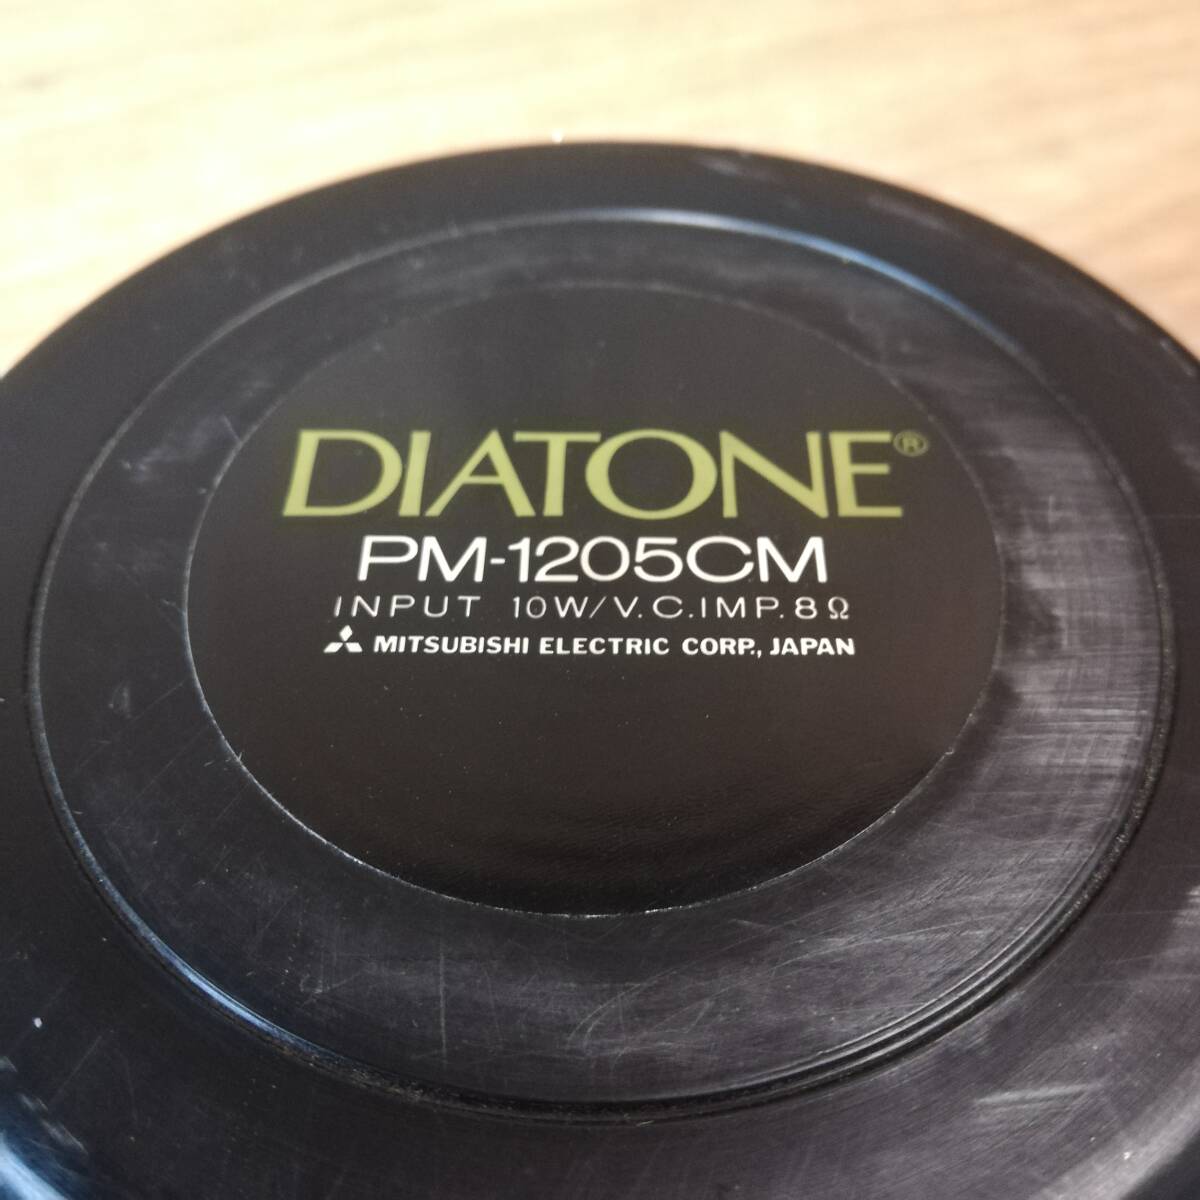 DIATONE®
PM-1205CM
INPUT 10W/V.C.IMP.8Ω
MITSUBISHI ELECTRIC CORP., JAPAN